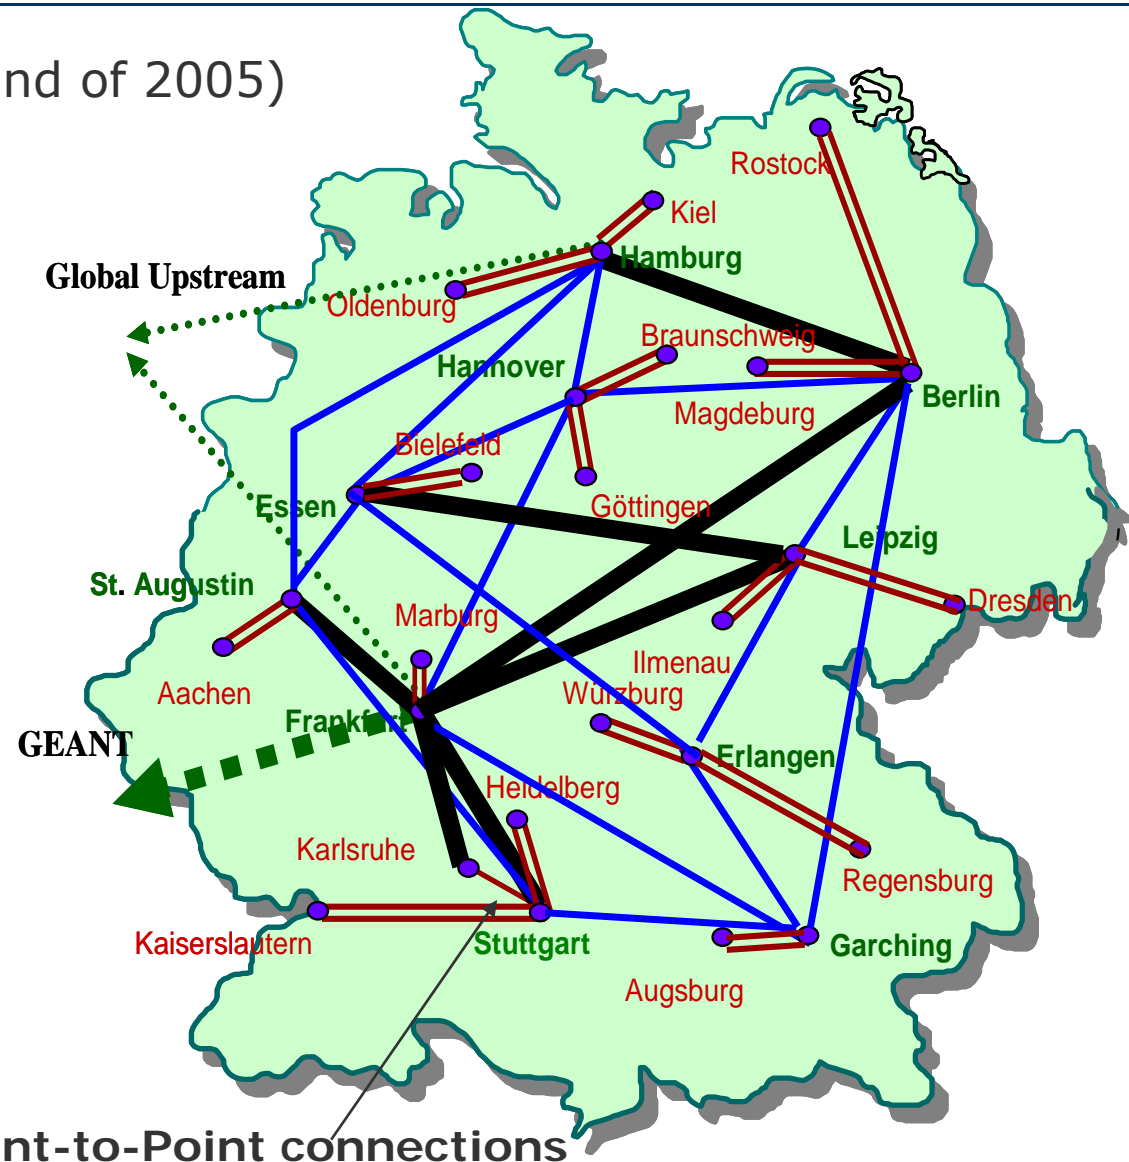 nd of 2005)
Rostock
Kiel
Hamburg
Global Upstream
Oldenburg
Braunschweig
Hannover
Berlin
Magdeburg
Bielefeld
Essen
Göttingen
Leipzig
St. Augustin
Dresden
Marburg
Ilmenau
Aachen
Würzburg
Frankfurt
GEANT
Erlangen
Heidelberg
Karlsruhe
Regensburg
Kaiserslautern
Stuttgart
Garching
Augsburg
nt-to-Point connections